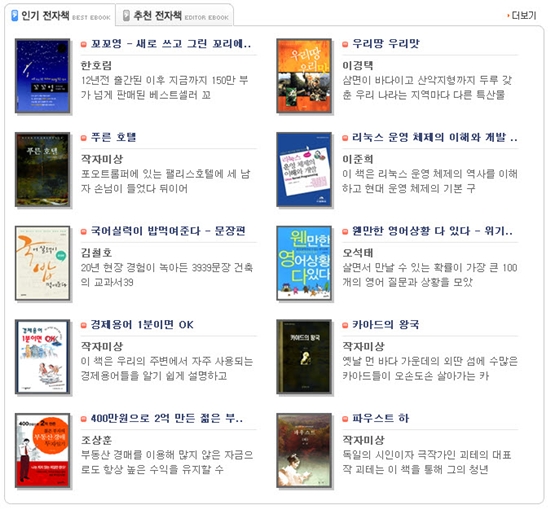 인기 전자책 BEST EBOOK
추천 전자책 EDITOR EBOOK
더보기
꼬꼬영 - 새로 쓰고 그린 꼬리에..
한호림
12년전 출간된 이후 지금까지 150만 부
가 넘게 판매된 베스트셀러 꼬
우리땅 우리맛
이경택
삼면이 바다이고 산악지형까지 두루 갖
춘 우리 나라는 지역마다 다른 특산물
푸른 호텔
작자미상
포오트롬퍼에 있는 팰리스호텔에 세 남
자 손님이 들었다 뒤이어
리눅스 운영 체제의 이해와 개발 ..
이준희
이 책은 리눅스 운영 체제의 역사를 이해
하고 현대 운영 체제의 기본 구
국어실력이 밥먹여준다 - 문장편
김철호
20년 현장 경험이 녹아든 3939문장 건축
의 교과서39
웬만한 영어상황 다 있다 - 위기..
오석태
살면서 만날 수 있는 확률이 가장 큰 100
개의 영어 질문과 상황을 모았
경제용어 1분이면 OK
작자미상
이 책은 우리의 주변에서 자주 사용되는
경제용어들을 알기 쉽게 설명하고
카아드의 왕국
작자미상
옛날 먼 바다 가운데의 외딴 섬에 수많은
카아드들이 오손도손 살아가는 카
400만원으로 2억 만든 젊은 부..
조상훈
부동산 경매를 이용해 많지 않은 자금으
로도 항상 높은 수익을 유지할 수
파우스트 하
작자미상
독일의 시인이자 극작가인 괴테의 대표
작 괴테는 이 책을 통해 그의 청년